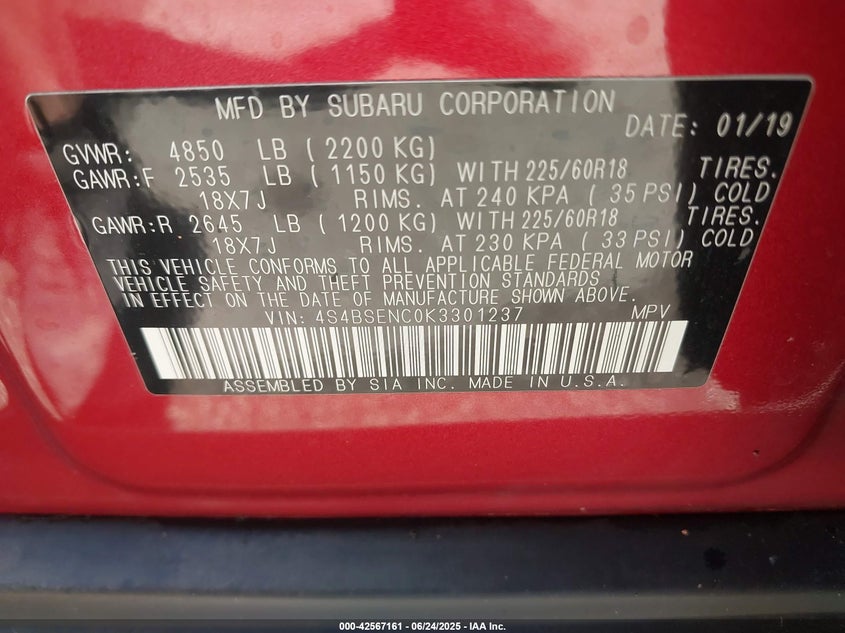 MFD BY SUBARU CORPORATION
DATE: 01/19
GVWR: 4850 LB (2200 KG)
GAWR:F 2535 LB (1150 KG) WITH 225/60R18 TIRES.
18X7J RIMS. AT 240 KPA (35 PSI) COLD
GAWR:R 2645 LB (1200 KG) WITH 225/60R18 TIRES.
18X7J RIMS. AT 230 KPA (33 PSI) COLD
THIS VEHICLE CONFORMS TO ALL APPLICABLE FEDERAL MOTOR
VEHICLE SAFETY AND THEFT PREVENTION STANDARDS
IN EFFECT ON THE DATE OF MANUFACTURE SHOWN ABOVE.
VIN: 4S4BSENC0K3301237 MPV
ASSEMBLED BY SIA INC. MADE IN U.S.A.
000-42567161 - 06/24/2025 - IAA Inc.